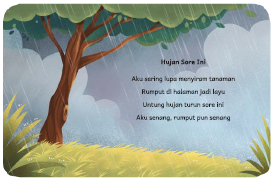 Hujan Sore Ini
Aku sering lupa menyiram tanaman
Rumput di halaman jadi layu
Untung hujan turun sore ini
Aku senang, rumput pun senang